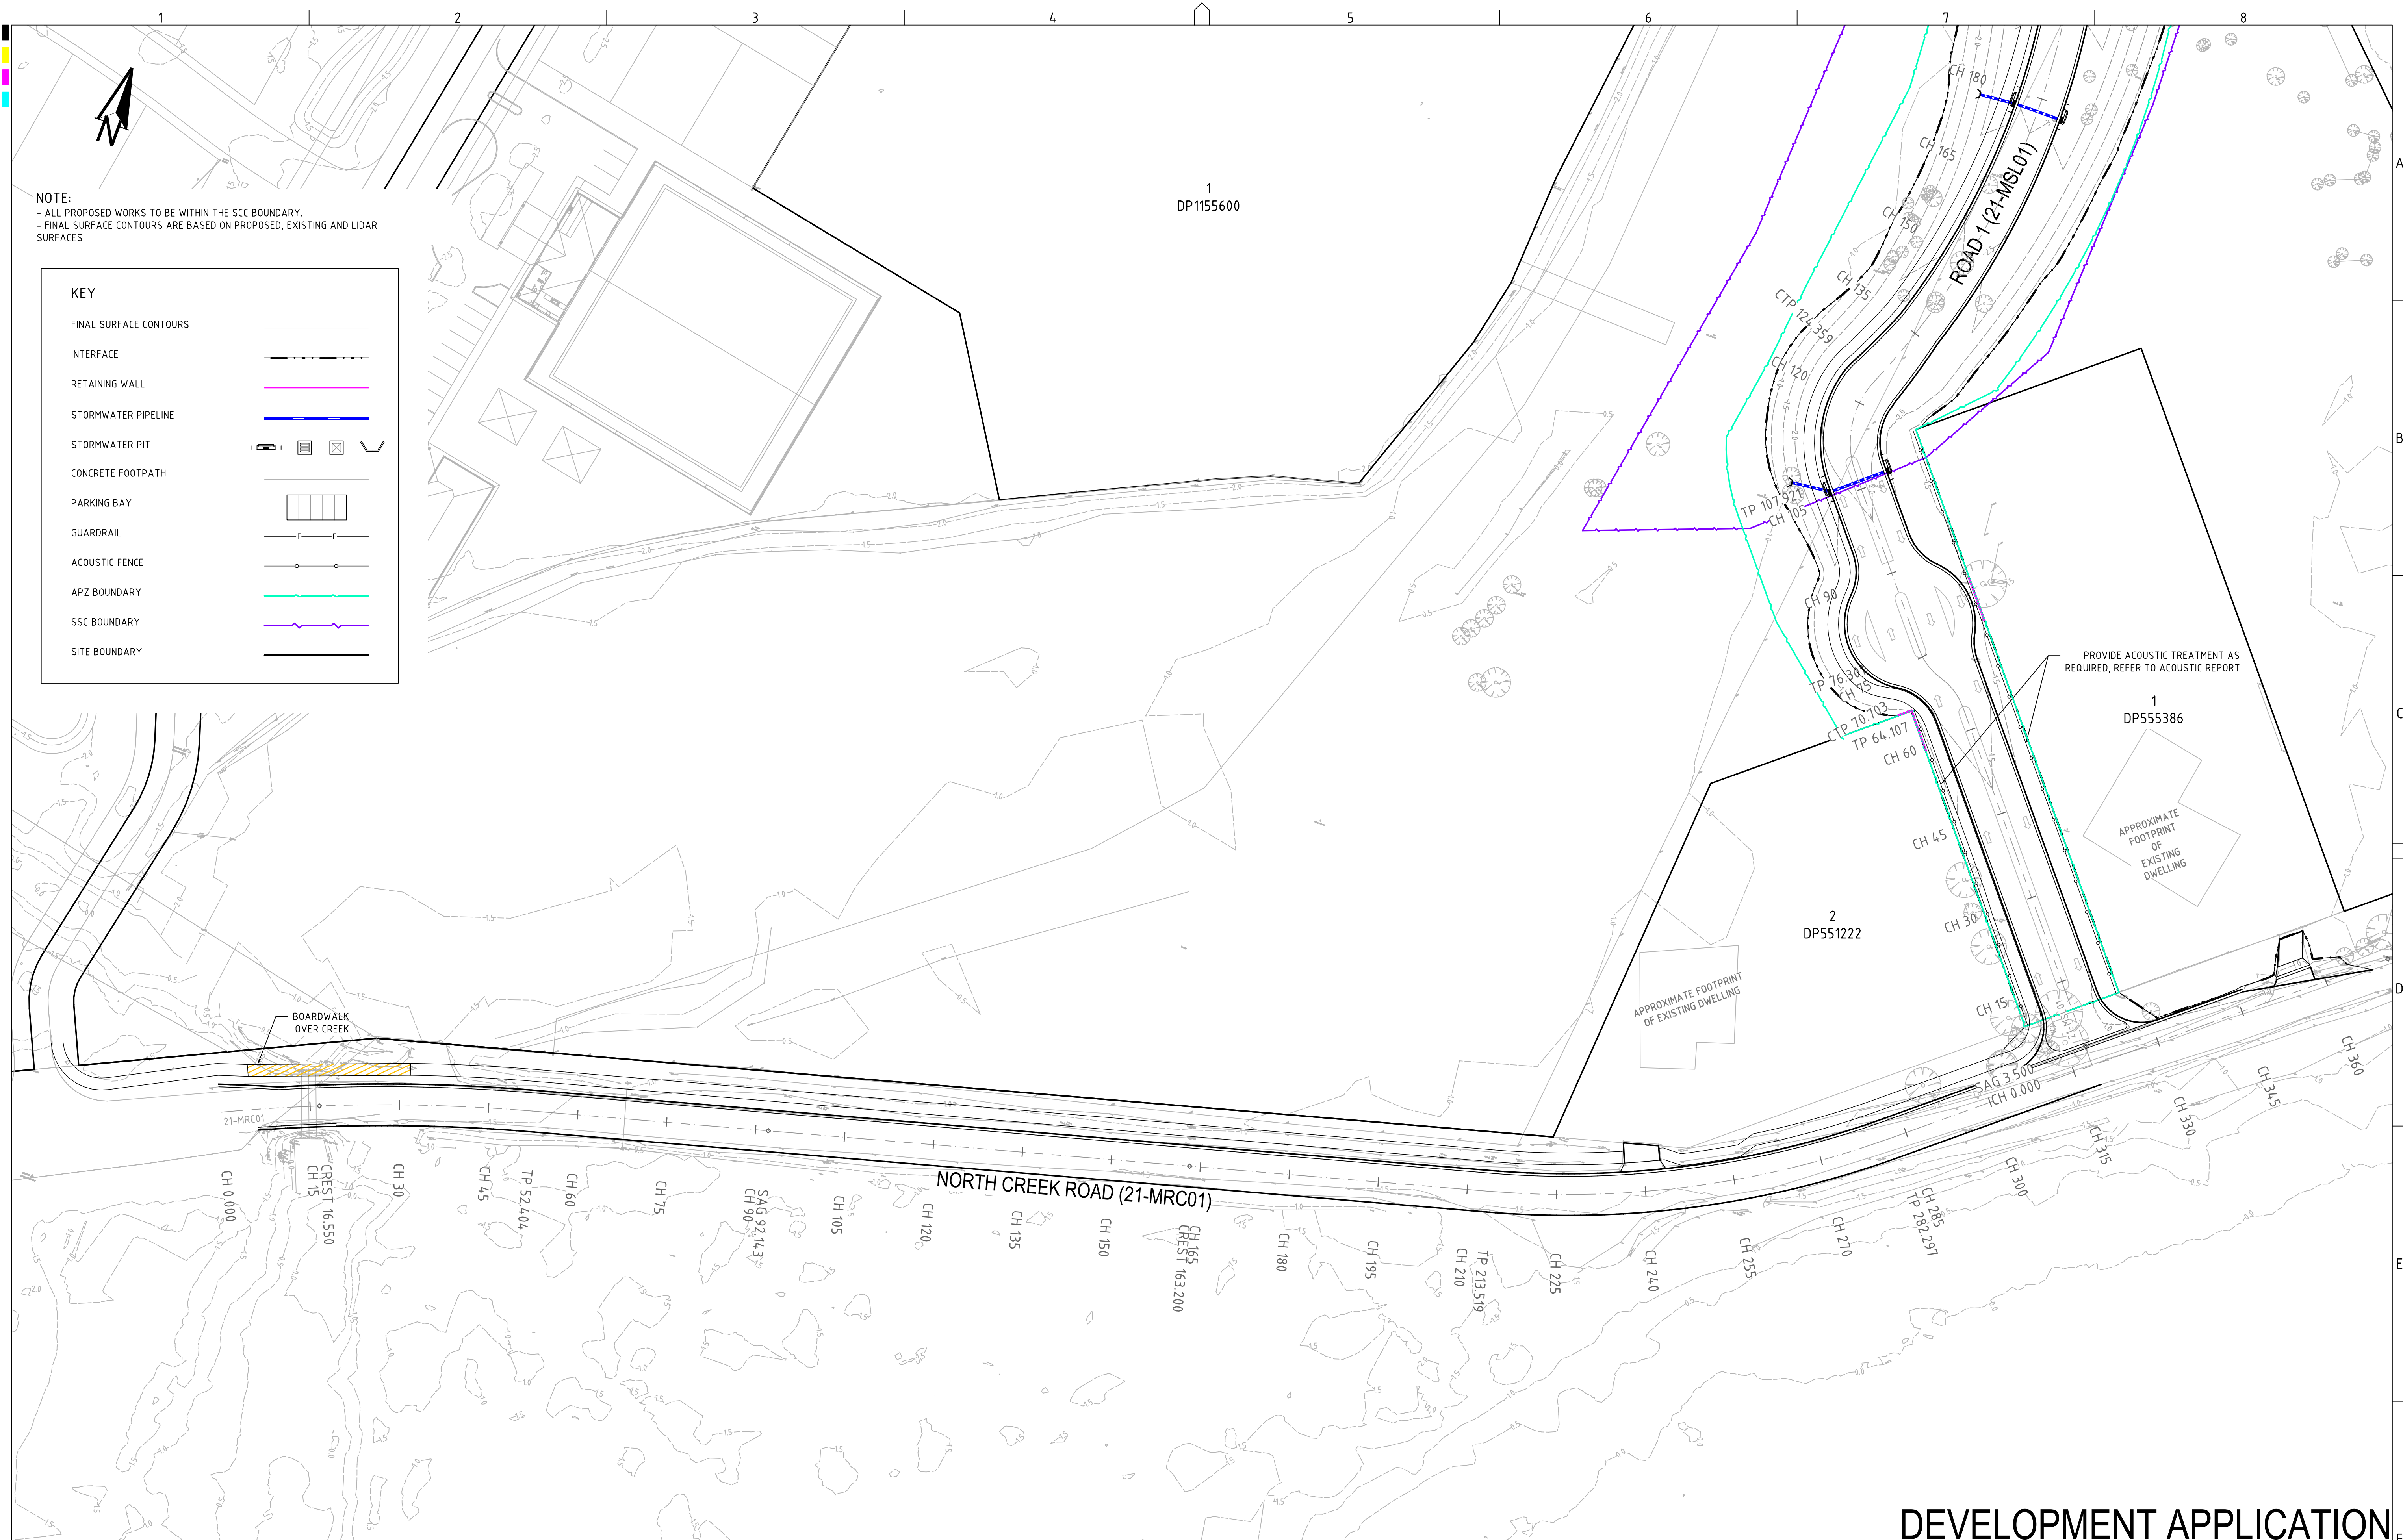 1
2
3
4
5
6
7
8
A
B
C
D
E
F
N
NOTE:
- ALL PROPOSED WORKS TO BE WITHIN THE SCC BOUNDARY.
- FINAL SURFACE CONTOURS ARE BASED ON PROPOSED, EXISTING AND LIDAR
SURFACES.
KEY
FINAL SURFACE CONTOURS
INTERFACE
RETAINING WALL
STORMWATER PIPELINE
STORMWATER PIT
CONCRETE FOOTPATH
PARKING BAY
GUARDRAIL
F F
ACOUSTIC FENCE
APZ BOUNDARY
SSC BOUNDARY
SITE BOUNDARY
1
DP1155600
CH 180
CH 165
CH 150
ROAD 1 (21-MSL01)
CH 135
CTP 124.359
CH 120
TP 107.921
CH 105
CH 90
TP 76.30
CH 75
CTP 70.703
TP 64.107
CH 60
CH 45
CH 30
CH 15
PROVIDE ACOUSTIC TREATMENT AS
REQUIRED, REFER TO ACOUSTIC REPORT
1
DP555386
APPROXIMATE
FOOTPRINT
OF
EXISTING
DWELLING
2
DP551222
APPROXIMATE FOOTPRINT
OF EXISTING DWELLING
SAG 3.500
ICH 0.000
BOARDWALK
OVER CREEK
21-MRC01
NORTH CREEK ROAD (21-MRC01)
CH 0.000
CH 15
CREST 16.550
CH 30
CH 45
TP 52.404
CH 60
CH 75
CH 90
SAG 92.143
CH 105
CH 120
CH 135
CH 150
CREST 163.200
CH 165
CH 180
CH 195
CH 210
TP 213.519
CH 225
CH 240
CH 255
CH 270
TP 282.297
CH 285
CH 300
CH 315
CH 330
CH 345
CH 360
DEVELOPMENT APPLICATION